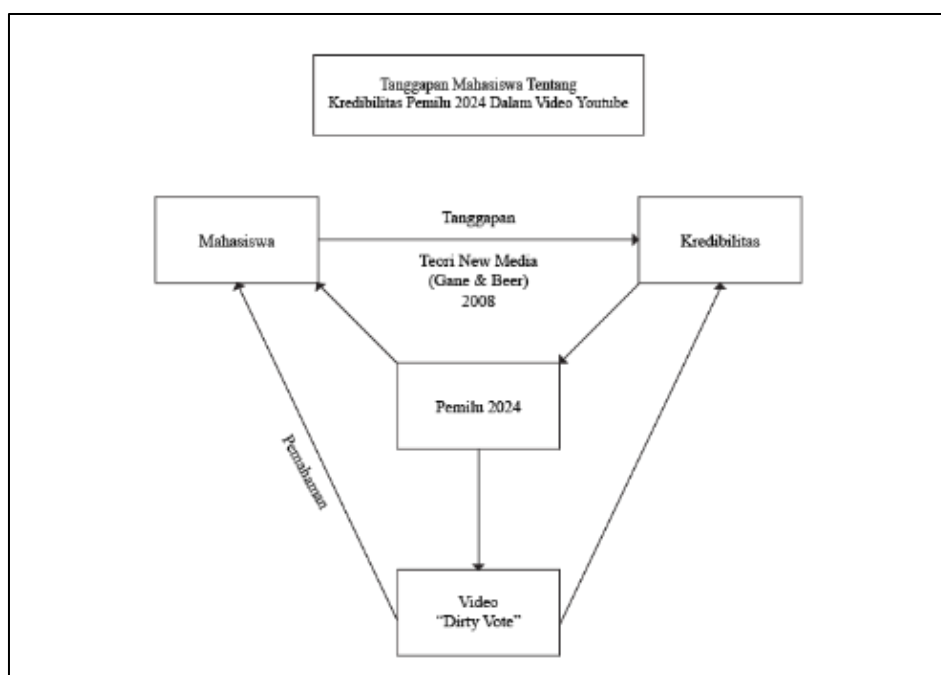 Tanggapan Mahasiswa Tentang
Kredibilitas Pemilu 2024 Dalam Video Youtube
Mahasiswa
Tanggapan
Kredibilitas
Teori New Media
(Gane & Beer)
2008
Pemilu 2024
Pemahaman
Video
“Dirty Vote”